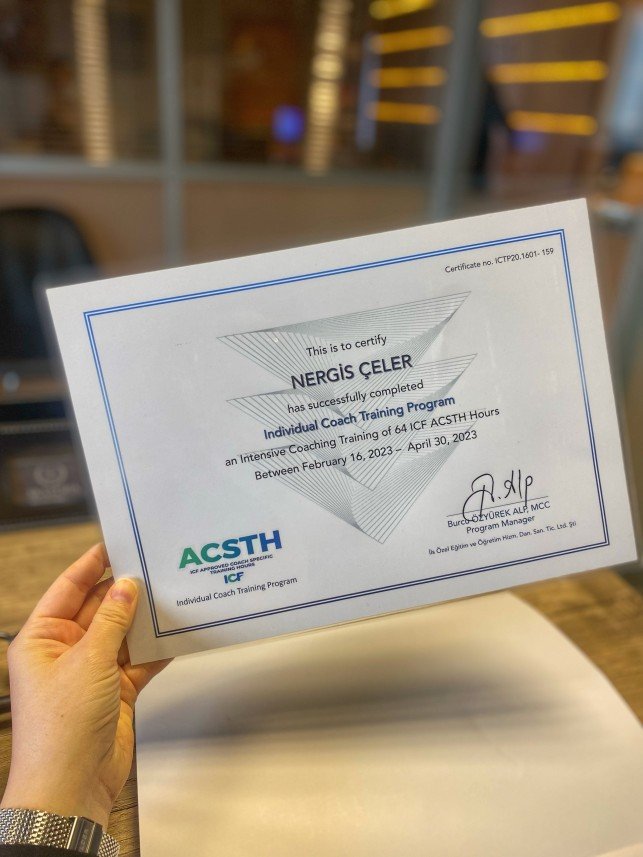 Certificate no. ICTP20.1601- 159
This is to certify
NERGİS ÇELER
has successfully completed
Individual Coach Training Program
an Intensive Coaching Training of 64 ICF ACSTH Hours
Between February 16, 2023 – April 30, 2023
Burcu ÖZYÜREK ALP, MCC
Program Manager
İls Özel Eğitim ve Öğretim Hizm. Dan. San. Tic. Ltd. Şti
ACSTH
ICF APPROVED COACH SPECIFIC
TRAINING HOURS
ICF
Individual Coach Training Program